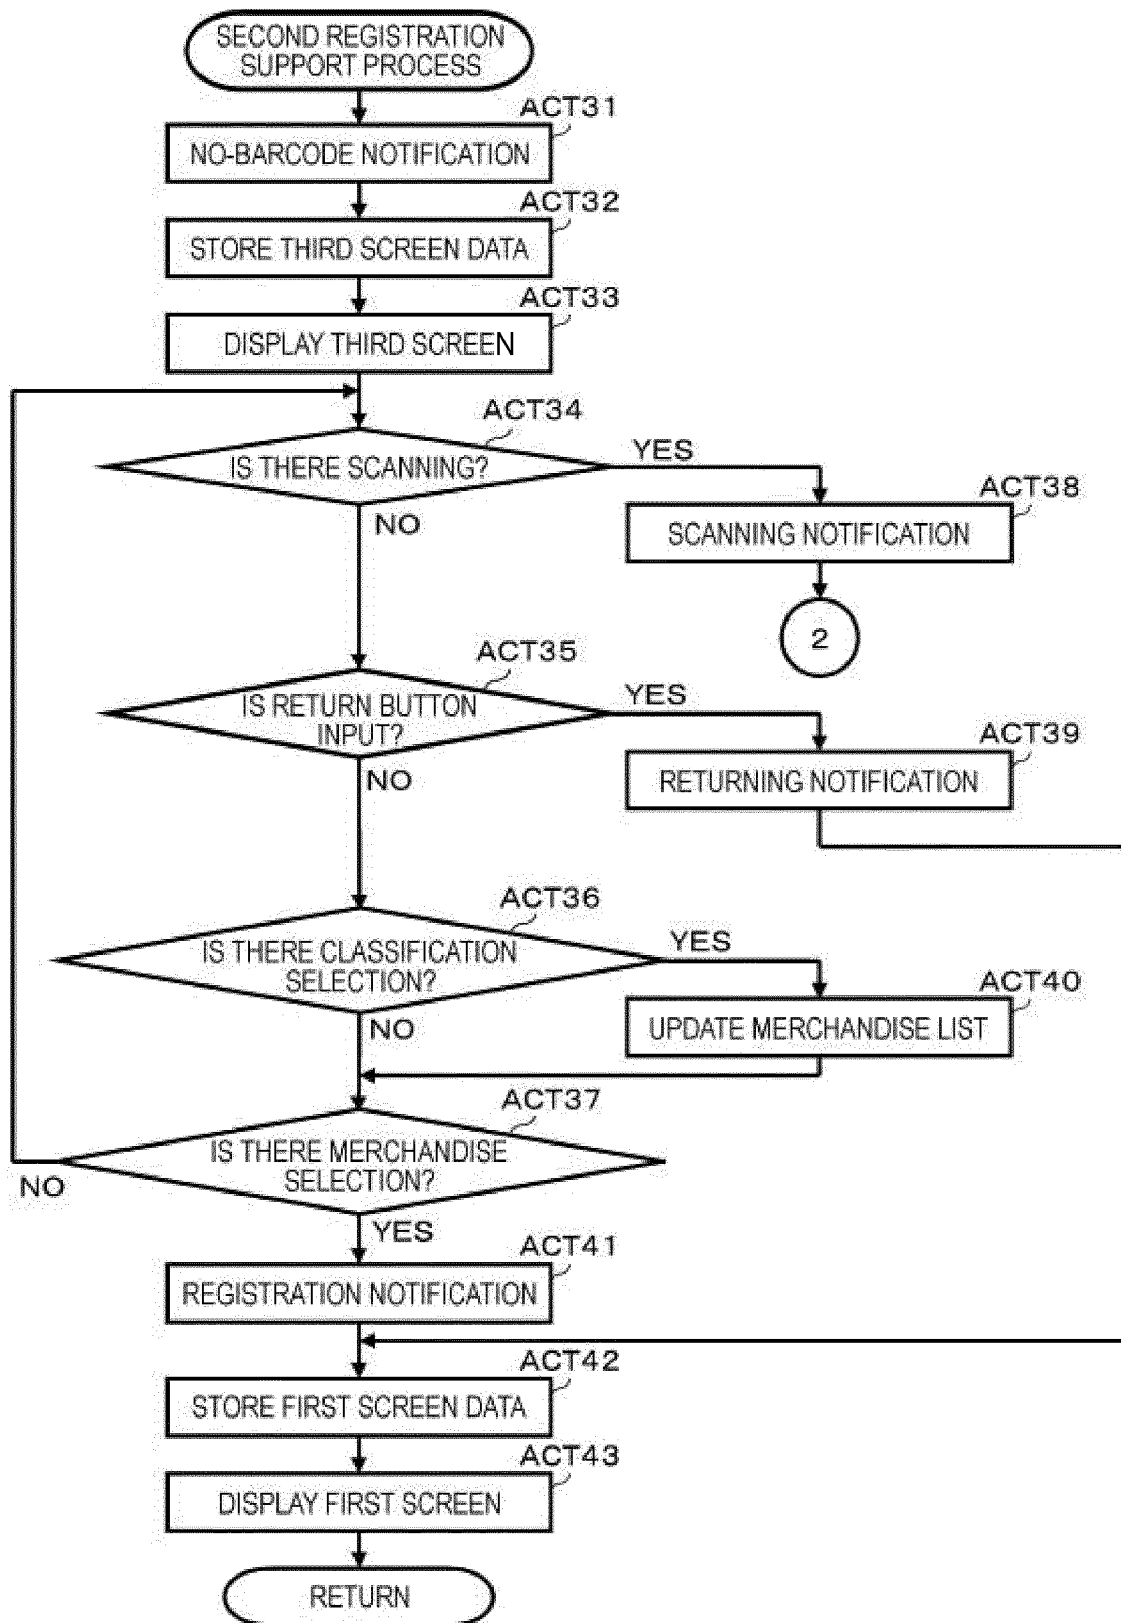 SECOND REGISTRATION
SUPPORT PROCESS
ACT31
NO-BARCODE NOTIFICATION
ACT32
STORE THIRD SCREEN DATA
ACT33
DISPLAY THIRD SCREEN
ACT34
IS THERE SCANNING?
YES
NO
ACT38
SCANNING NOTIFICATION
2
ACT35
IS RETURN BUTTON
INPUT?
YES
NO
ACT39
RETURNING NOTIFICATION
ACT36
IS THERE CLASSIFICATION
SELECTION?
YES
NO
ACT40
UPDATE MERCHANDISE LIST
ACT37
IS THERE MERCHANDISE
SELECTION?
NO
YES
ACT41
REGISTRATION NOTIFICATION
ACT42
STORE FIRST SCREEN DATA
ACT43
DISPLAY FIRST SCREEN
RETURN